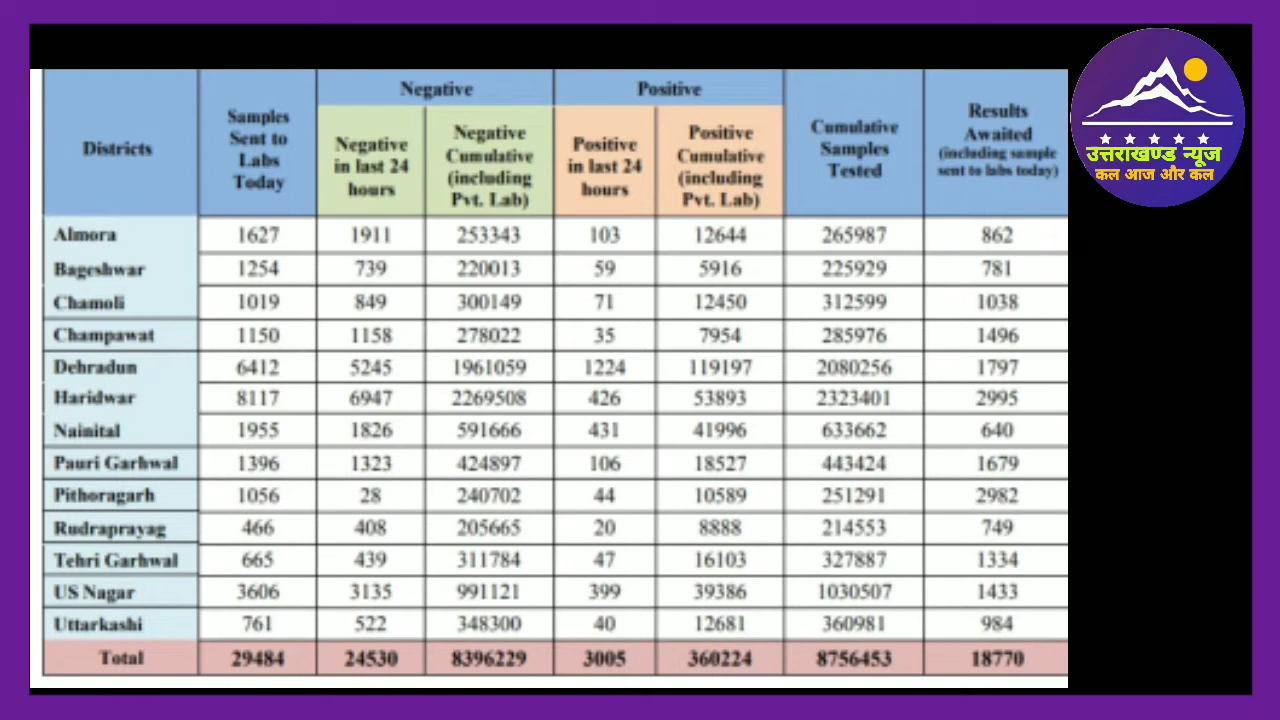 Districts Samples Sent to Labs Today Negative Positive Cumulative Samples Tested Results Awaited (including sample sent to labs today)
Negative in last 24 hours Negative Cumulative (including Pvt. Lab) Positive in last 24 hours Positive Cumulative (including Pvt. Lab)
Almora 1627 1911 253343 103 12644 265987 862
Bageshwar 1254 739 220013 59 5916 225929 781
Chamoli 1019 849 300149 71 12450 312599 1038
Champawat 1150 1158 278022 35 7954 285976 1496
Dehradun 6412 5245 1961059 1224 119197 2080256 1797
Haridwar 8117 6947 2269508 426 53893 2323401 2995
Nainital 1955 1826 591666 431 41996 633662 640
Pauri Garhwal 1396 1323 424897 106 18527 443424 1679
Pithoragarh 1056 28 240702 44 10589 251291 2982
Rudraprayag 466 408 205665 20 8888 214553 749
Tehri Garhwal 665 439 311784 47 16103 327887 1334
US Nagar 3606 3135 991121 399 39386 1030507 1433
Uttarkashi 761 522 348300 40 12681 360981 984
Total 29484 24530 8396229 3005 360224 8756453 18770
उत्तराखण्ड न्यूज
कल आज और कल